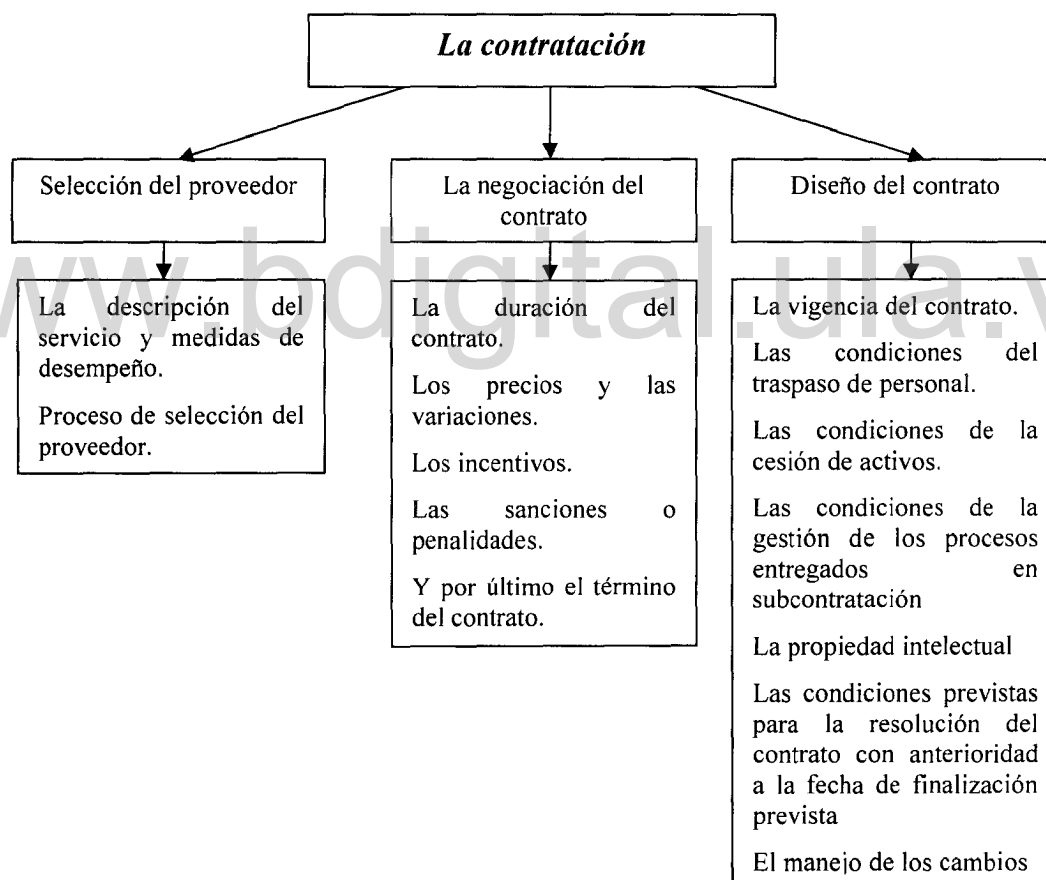 La contratación
Selección del proveedor
La descripción del
servicio y medidas de
desempeño.
Proceso de selección del
proveedor.
La negociación del
contrato
La duración del
contrato.
Los precios y las
variaciones.
Los incentivos.
Las sanciones o
penalidades.
Y por último el término
del contrato.
Diseño del contrato
La vigencia del contrato.
Las condiciones del
traspaso de personal.
Las condiciones de la
cesión de activos.
Las condiciones de la
gestión de los procesos
entregados en
subcontratación
La propiedad intelectual
Las condiciones previstas
para la resolución del
contrato con anterioridad
a la fecha de finalización
prevista
El manejo de los cambios
www.bdigital.ula.v